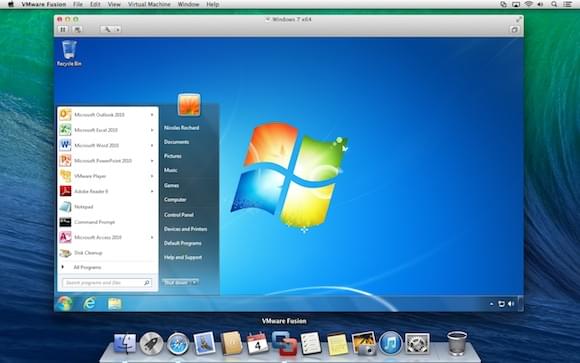 VMware Fusion File Edit View Virtual Machine Window Help
Windows 7 x64
Recycle Bin
Microsoft Outlook 2010
Microsoft Excel 2010
Microsoft Word 2010
Microsoft PowerPoint 2010
VMware Player
Adobe Reader 9
Notepad
Command Prompt
Microsoft Access 2010
Disk Cleanup
All Programs
Search programs and files
Nicolas Rochard
Documents
Pictures
Music
Games
Computer
Control Panel
Devices and Printers
Default Programs
Help and Support
Shut down
VMware Fusion
4